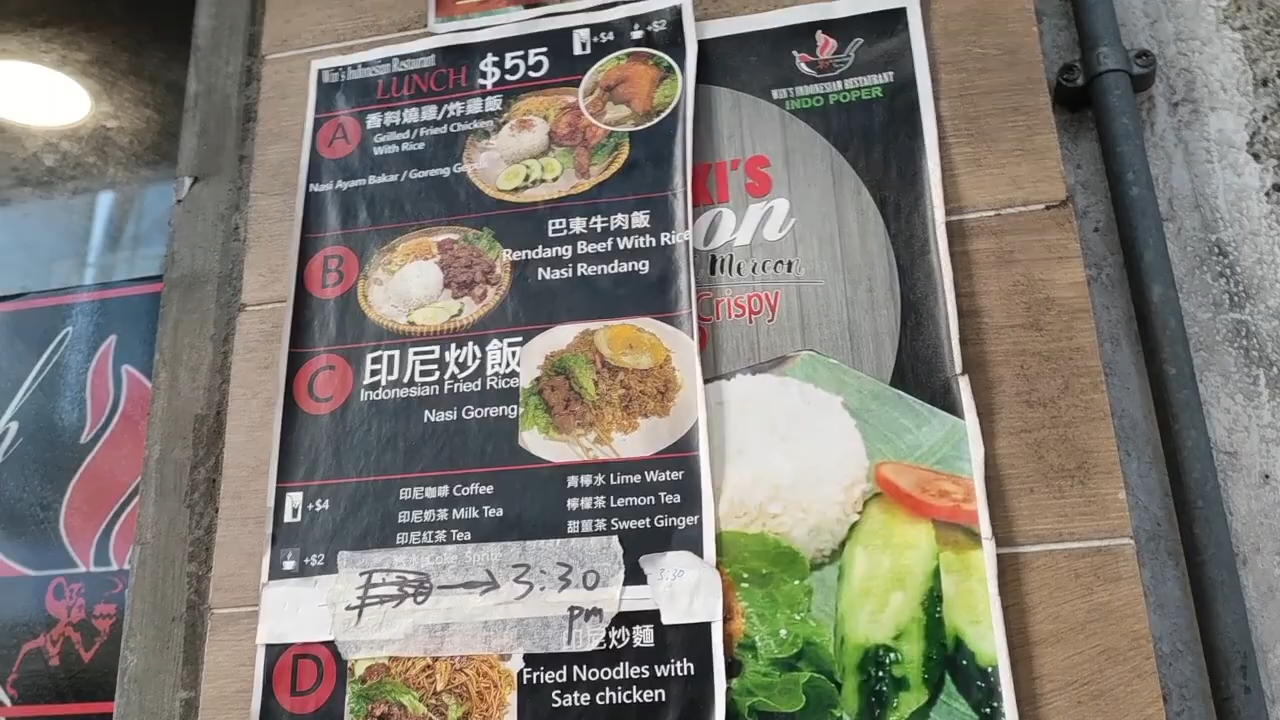 Win's Indonesian Restaurant
LUNCH $55
+$4
+$2
A
香料燒雞/炸雞飯
Grilled / Fried Chicken
With Rice
Nasi Ayam Bakar / Goreng
B
巴東牛肉飯
Rendang Beef With Rice
Nasi Rendang
C
印尼炒飯
Indonesian Fried Rice
Nasi Goreng
+$4
+$2
印尼咖啡 Coffee
印尼奶茶 Milk Tea
印尼紅茶 Tea
Coke, Sprite
青檸水 Lime Water
檸檬茶 Lemon Tea
甜薑茶 Sweet Ginger
→ 3:30
pm
3:30
D
印尼炒麵
Fried Noodles with
Sate chicken
WIN'S INDONESIAN RESTAURANT
INDO POPER
KI'S
on
Mercon
Crispy